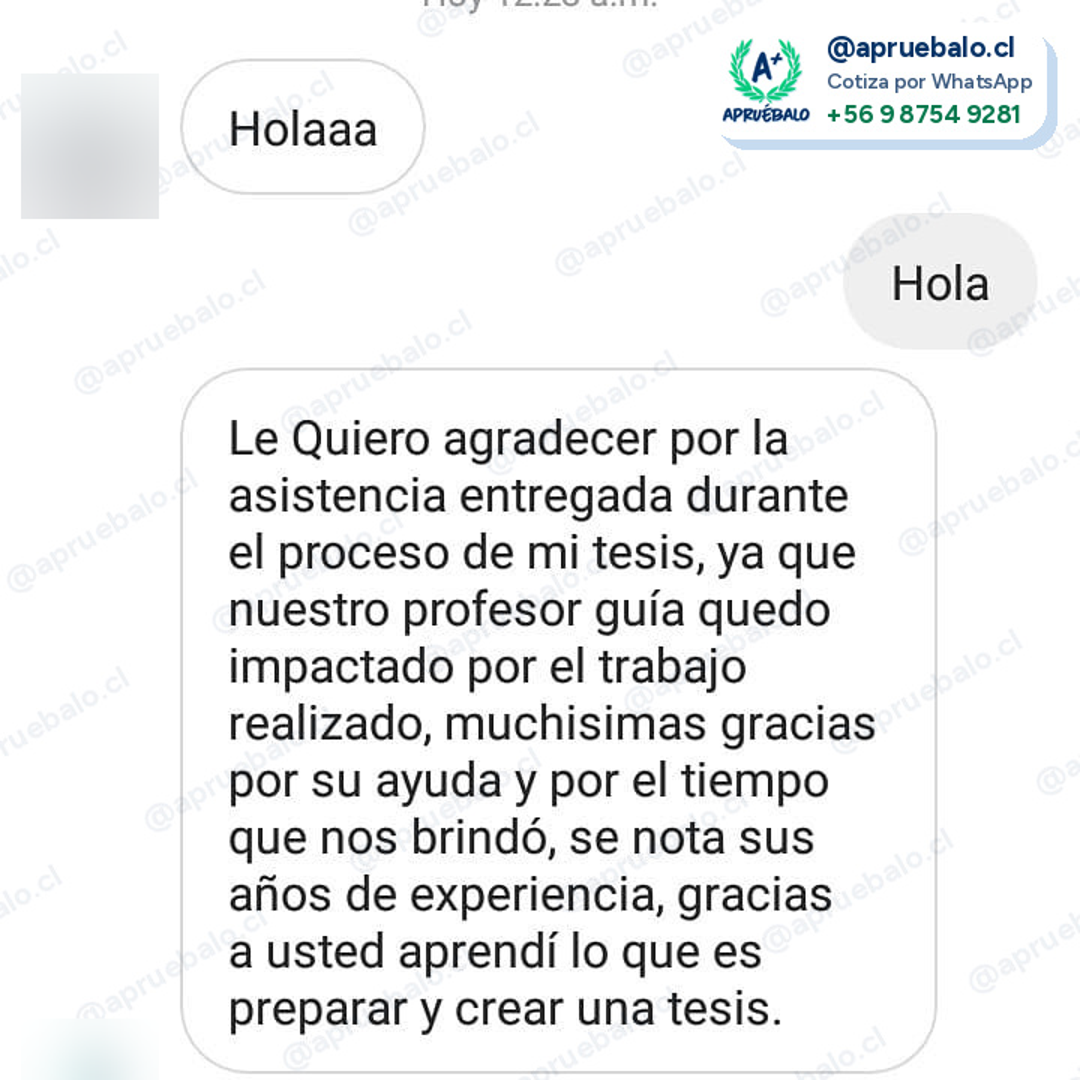 Hoy 12:28 a.m.
@apruebalo.cl
Cotiza por WhatsApp
APRUÉBALO
+56 9 8754 9281
A+
Holaaa
Hola
Le Quiero agradecer por la
asistencia entregada durante
el proceso de mi tesis, ya que
nuestro profesor guía quedo
impactado por el trabajo
realizado, muchisimas gracias
por su ayuda y por el tiempo
que nos brindó, se nota sus
años de experiencia, gracias
a usted aprendí lo que es
preparar y crear una tesis.